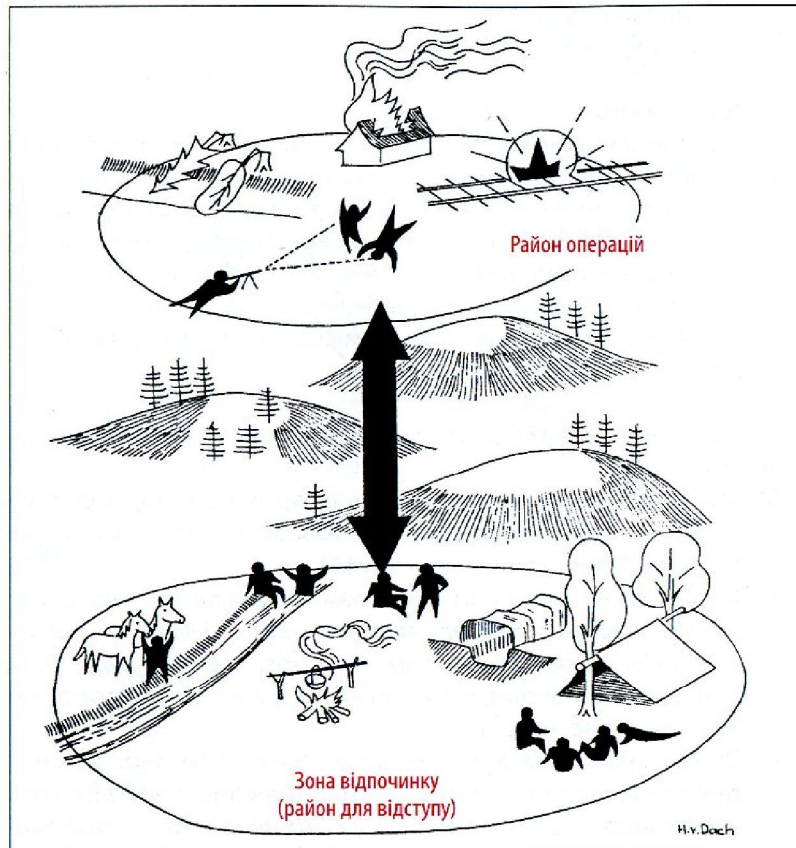 Район операцій
Зона відпочинку
(район для відступу)
H.v.Dach